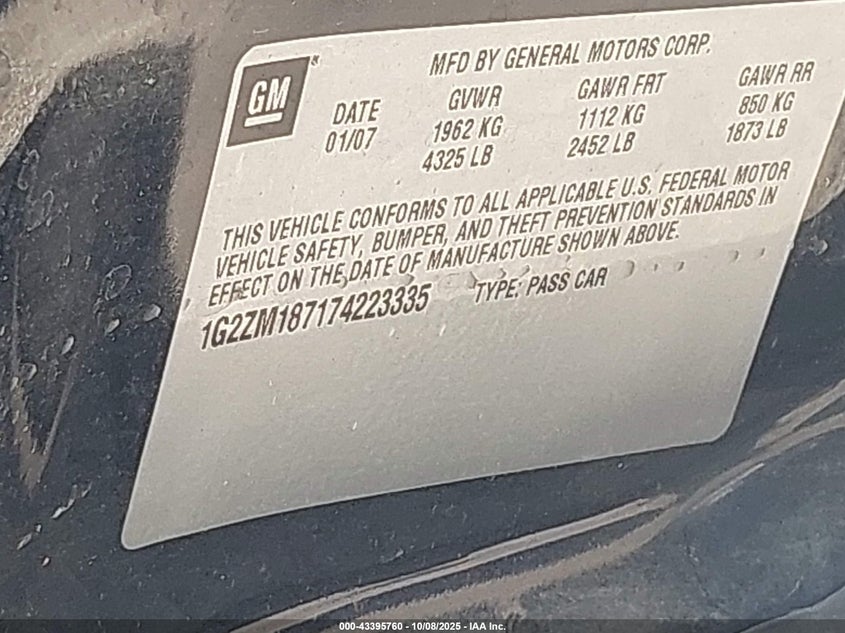 GM®
MFD BY GENERAL MOTORS CORP.
DATE GVWR GAWR FRT GAWR RR
01/07 1962 KG 1112 KG 850 KG
4325 LB 2452 LB 1873 LB
THIS VEHICLE CONFORMS TO ALL APPLICABLE U.S. FEDERAL MOTOR
VEHICLE SAFETY, BUMPER, AND THEFT PREVENTION STANDARDS IN
EFFECT ON THE DATE OF MANUFACTURE SHOWN ABOVE.
1G2ZM187174223335 TYPE: PASS CAR
000-43395760 - 10/08/2025 - IAA Inc.